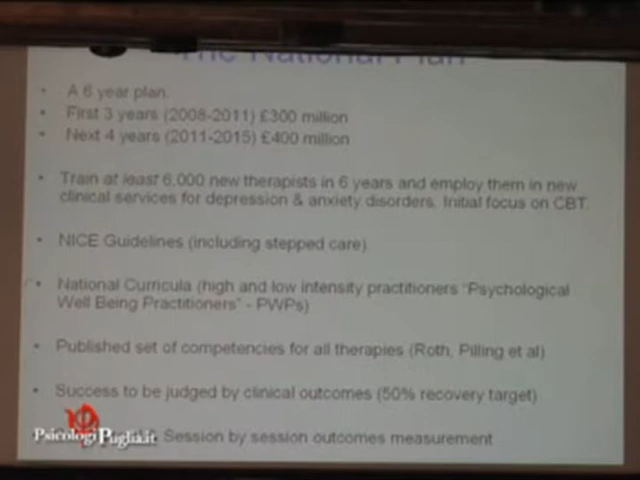 The National Plan
A 6 year plan.
First 3 years (2008-2011) £300 million
Next 4 years (2011-2015) £400 million
Train at least 6,000 new therapists in 6 years and employ them in new
clinical services for depression & anxiety disorders. Initial focus on CBT.
NICE Guidelines (including stepped care)
National Curricula (high and low intensity practitioners "Psychological
Well Being Practitioners" - PWPs)
Published set of competencies for all therapies (Roth, Pilling et al)
Success to be judged by clinical outcomes (50% recovery target)
Session by session outcomes measurement
PsicologiPuglia.it